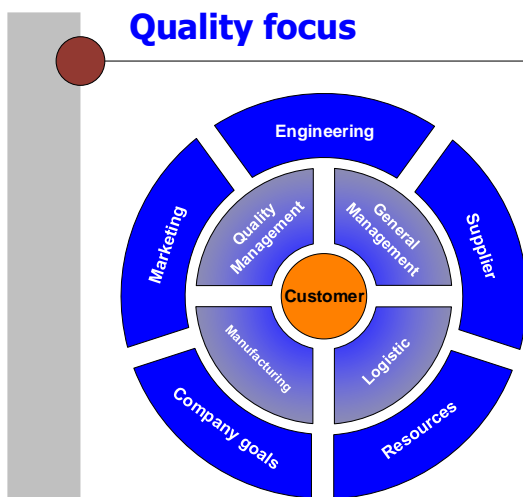 Quality focus
Engineering
Marketing
Supplier
Quality
Management
General
Management
Customer
Manufacturing
Logistic
Company goals
Resources